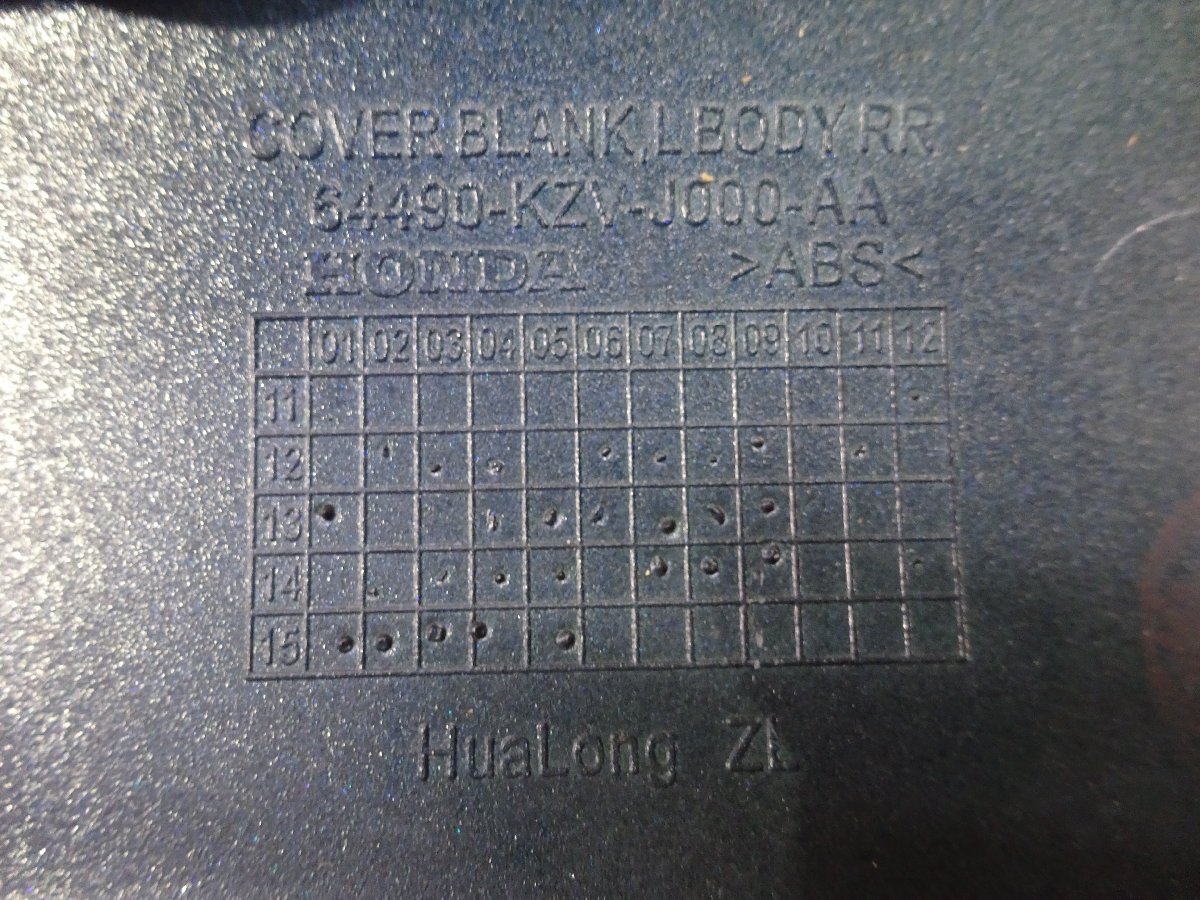 COVER BLANK,L BODY RR
64490-KZV-J000-AA
HONDA >ABS<
01 02 03 04 05 06 07 08 09 10 11 12
11
12
13
14
15
HuaLong ZL